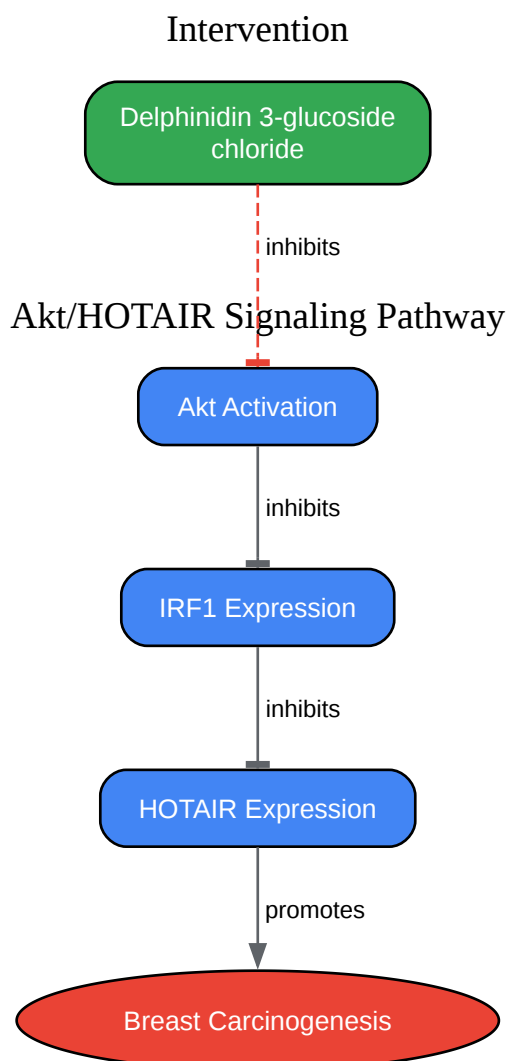 Intervention
Delphinidin 3-glucoside
chloride
inhibits
Akt/HOTAIR Signaling Pathway
Akt Activation
inhibits
IRF1 Expression
inhibits
HOTAIR Expression
promotes
Breast Carcinogenesis